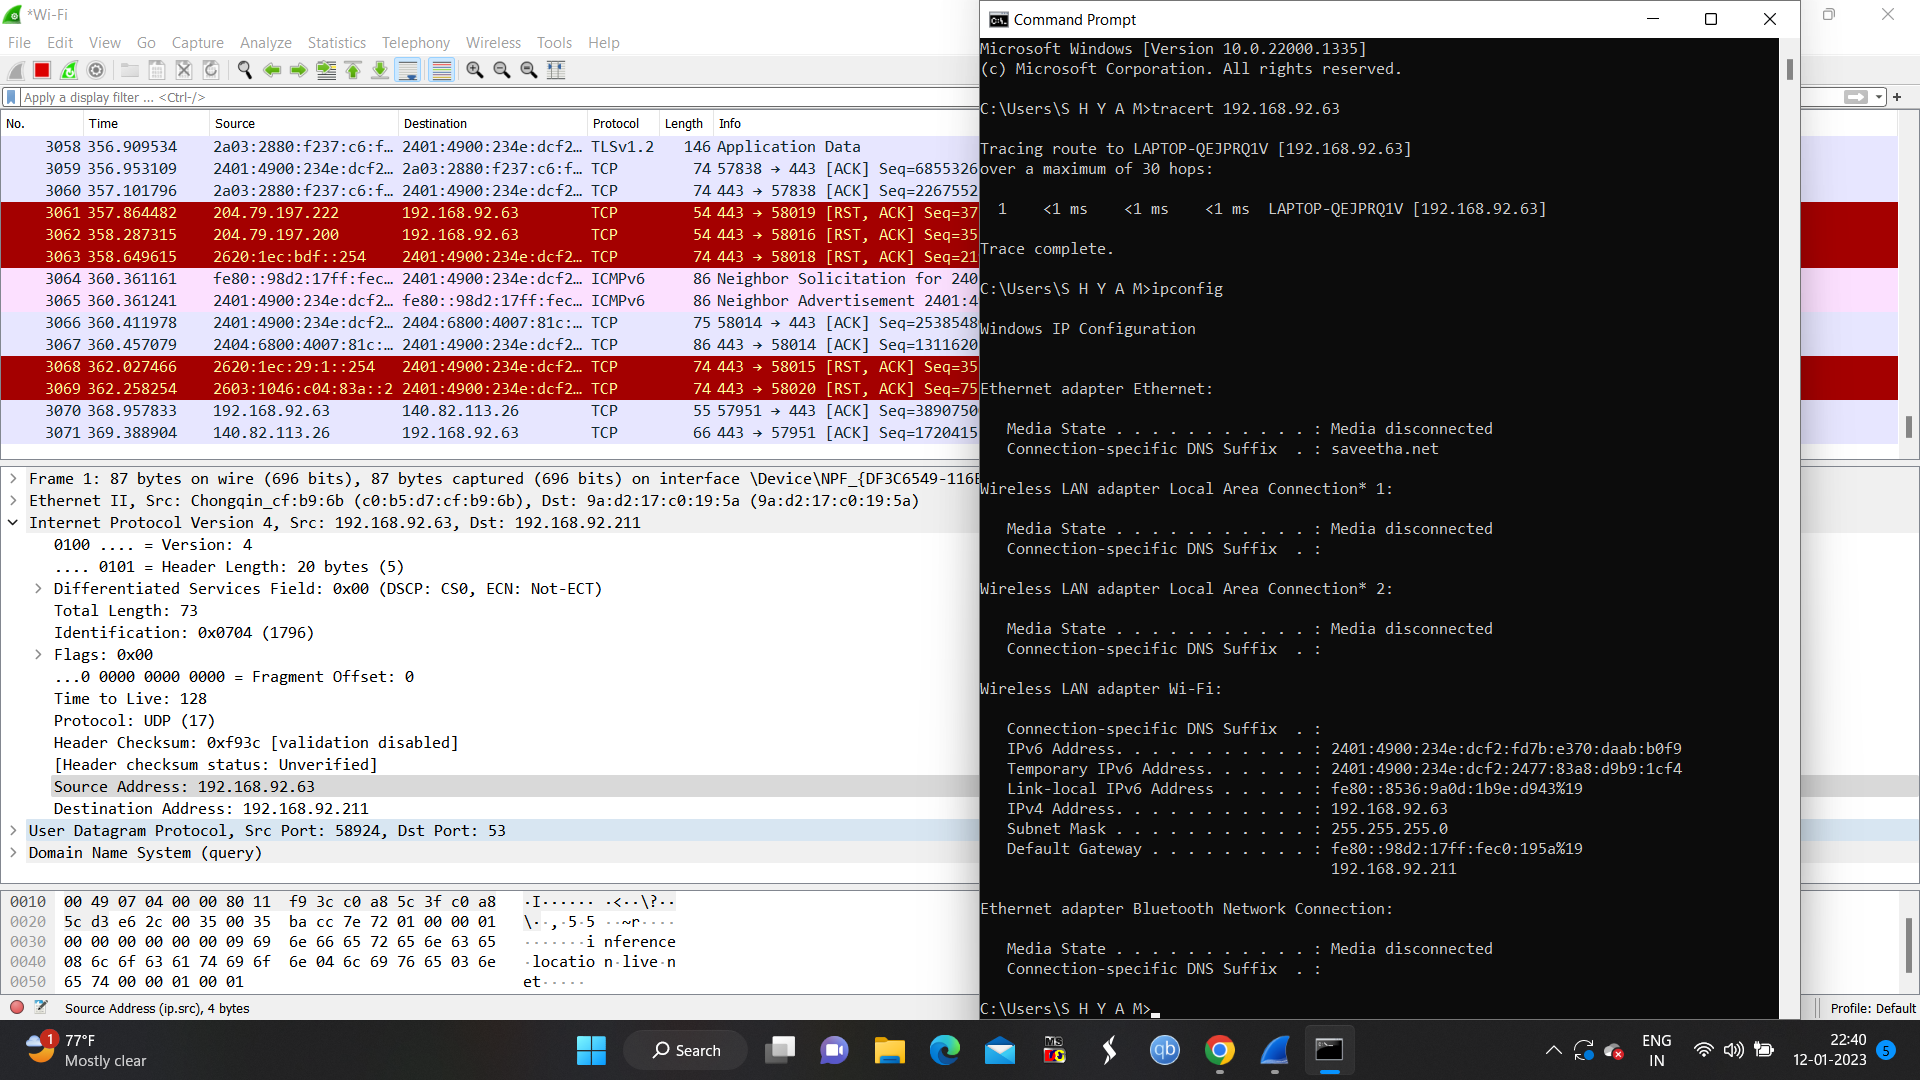 *Wi-Fi
File Edit View Go Capture Analyze Statistics Telephony Wireless Tools Help
Apply a display filter ... <Ctrl-/>
No. Time Source Destination Protocol Length Info
3058 356.909534 2a03:2880:f237:c6:f… 2401:4900:234e:dcf2… TLSv1.2 146 Application Data
3059 356.953109 2401:4900:234e:dcf2… 2a03:2880:f237:c6:f… TCP 74 57838 → 443 [ACK] Seq=6855326
3060 357.101796 2a03:2880:f237:c6:f… 2401:4900:234e:dcf2… TCP 74 443 → 57838 [ACK] Seq=2267552
3061 357.864482 204.79.197.222 192.168.92.63 TCP 54 443 → 58019 [RST, ACK] Seq=37
3062 358.287315 204.79.197.200 192.168.92.63 TCP 54 443 → 58016 [RST, ACK] Seq=35
3063 358.649615 2620:1ec:bdf::254 2401:4900:234e:dcf2… TCP 74 443 → 58018 [RST, ACK] Seq=21
3064 360.361161 fe80::98d2:17ff:fec… 2401:4900:234e:dcf2… ICMPv6 86 Neighbor Solicitation for 240
3065 360.361241 2401:4900:234e:dcf2… fe80::98d2:17ff:fec… ICMPv6 86 Neighbor Advertisement 2401:4
3066 360.411978 2401:4900:234e:dcf2… 2404:6800:4007:81c:… TCP 75 58014 → 443 [ACK] Seq=2538548
3067 360.457079 2404:6800:4007:81c:… 2401:4900:234e:dcf2… TCP 86 443 → 58014 [ACK] Seq=1311620
3068 362.027466 2620:1ec:29:1::254 2401:4900:234e:dcf2… TCP 74 443 → 58015 [RST, ACK] Seq=35
3069 362.258254 2603:1046:c04:83a::2 2401:4900:234e:dcf2… TCP 74 443 → 58020 [RST, ACK] Seq=75
3070 368.957833 192.168.92.63 140.82.113.26 TCP 55 57951 → 443 [ACK] Seq=3890750
3071 369.388904 140.82.113.26 192.168.92.63 TCP 66 443 → 57951 [ACK] Seq=1720415
Frame 1: 87 bytes on wire (696 bits), 87 bytes captured (696 bits) on interface \Device\NPF_{DF3C6549-116
Ethernet II, Src: Chongqin_cf:b9:6b (c0:b5:d7:cf:b9:6b), Dst: 9a:d2:17:c0:19:5a (9a:d2:17:c0:19:5a)
Internet Protocol Version 4, Src: 192.168.92.63, Dst: 192.168.92.211
0100 .... = Version: 4
.... 0101 = Header Length: 20 bytes (5)
Differentiated Services Field: 0x00 (DSCP: CS0, ECN: Not-ECT)
Total Length: 73
Identification: 0x0704 (1796)
Flags: 0x00
...0 0000 0000 0000 = Fragment Offset: 0
Time to Live: 128
Protocol: UDP (17)
Header Checksum: 0xf93c [validation disabled]
[Header checksum status: Unverified]
Source Address: 192.168.92.63
Destination Address: 192.168.92.211
User Datagram Protocol, Src Port: 58924, Dst Port: 53
Domain Name System (query)
0010 00 49 07 04 00 00 80 11 f9 3c c0 a8 5c 3f c0 a8 ·I······ ·<··\?··
0020 5c d3 e6 2c 00 35 00 35 ba cc 7e 72 01 00 00 01 \··,·5·5 ··~r····
0030 00 00 00 00 00 00 09 69 6e 66 65 72 65 6e 63 65 ·······i nference
0040 08 6c 6f 63 61 74 69 6f 6e 04 6c 69 76 65 03 6e ·locatio n·live·n
0050 65 74 00 00 01 00 01 et·····
Source Address (ip.src), 4 bytes
Profile: Default
Command Prompt
Microsoft Windows [Version 10.0.22000.1335]
(c) Microsoft Corporation. All rights reserved.
C:\Users\S H Y A M>tracert 192.168.92.63
Tracing route to LAPTOP-QEJPRQ1V [192.168.92.63]
over a maximum of 30 hops:
1 <1 ms <1 ms <1 ms LAPTOP-QEJPRQ1V [192.168.92.63]
Trace complete.
C:\Users\S H Y A M>ipconfig
Windows IP Configuration
Ethernet adapter Ethernet:
Media State . . . . . . . . . . . : Media disconnected
Connection-specific DNS Suffix . : saveetha.net
Wireless LAN adapter Local Area Connection* 1:
Media State . . . . . . . . . . . : Media disconnected
Connection-specific DNS Suffix . :
Wireless LAN adapter Local Area Connection* 2:
Media State . . . . . . . . . . . : Media disconnected
Connection-specific DNS Suffix . :
Wireless LAN adapter Wi-Fi:
Connection-specific DNS Suffix . :
IPv6 Address. . . . . . . . . . . : 2401:4900:234e:dcf2:fd7b:e370:daab:b0f9
Temporary IPv6 Address. . . . . . : 2401:4900:234e:dcf2:2477:83a8:d9b9:1cf4
Link-local IPv6 Address . . . . . : fe80::8536:9a0d:1b9e:d943%19
IPv4 Address. . . . . . . . . . . : 192.168.92.63
Subnet Mask . . . . . . . . . . . : 255.255.255.0
Default Gateway . . . . . . . . . : fe80::98d2:17ff:fec0:195a%19
192.168.92.211
Ethernet adapter Bluetooth Network Connection:
Media State . . . . . . . . . . . : Media disconnected
Connection-specific DNS Suffix . :
C:\Users\S H Y A M>
1
77°F
Mostly clear
Search
qb
ENG
IN
22:40
12-01-2023
5